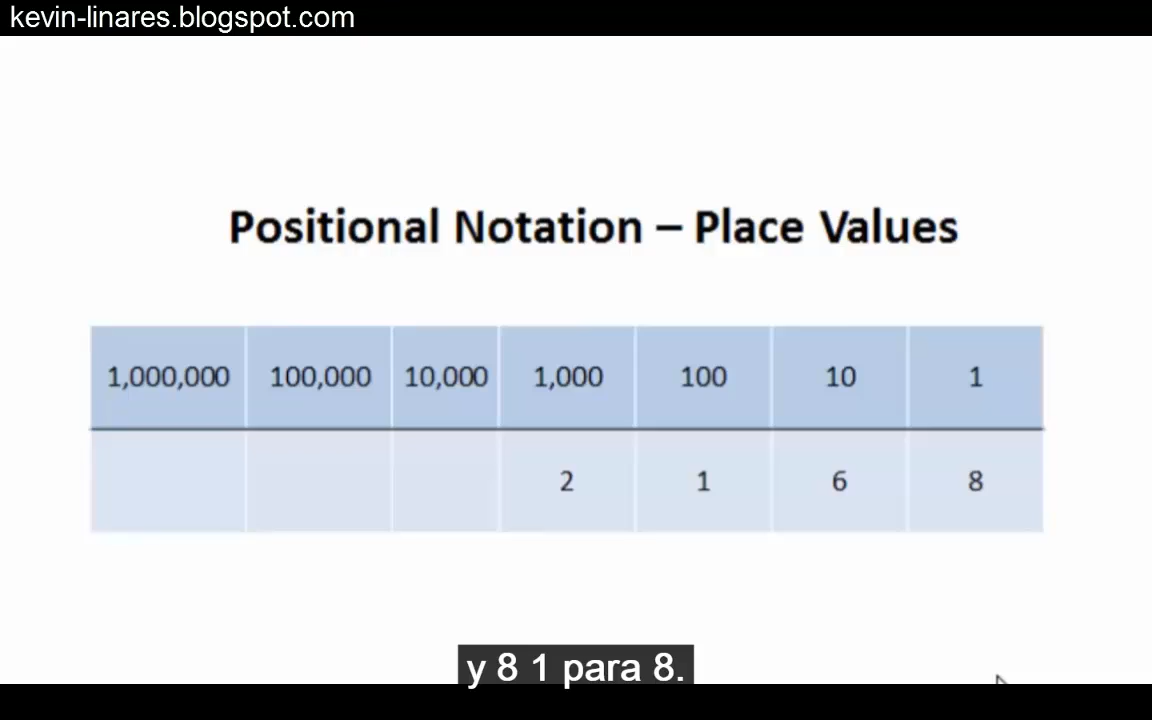 kevin-linares.blogspot.com
Positional Notation – Place Values
1,000,000 100,000 10,000 1,000 100 10 1
2 1 6 8
y 8 1 para 8.